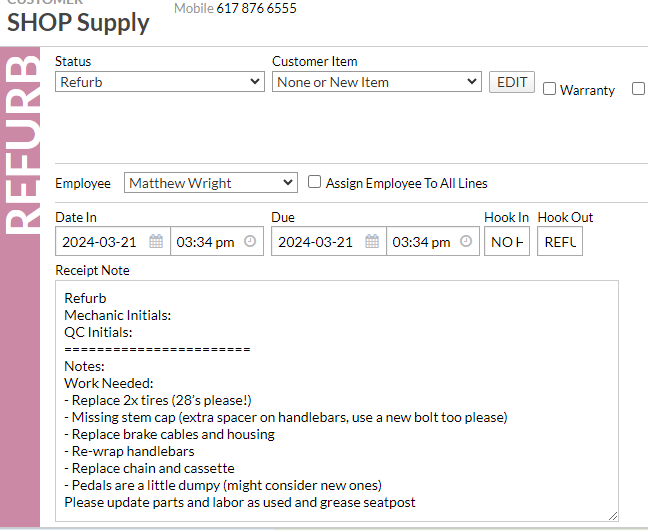 CUSTOMER
SHOP Supply
Mobile 617 876 6555
REFURB
Status
Customer Item
Refurb
None or New Item
EDIT
Warranty
Employee
Matthew Wright
Assign Employee To All Lines
Date In
Due
Hook In
Hook Out
2024-03-21
03:34 pm
2024-03-21
03:34 pm
NO H
REFU
Receipt Note
Refurb
Mechanic Initials:
QC Initials:
=======================
Notes:
Work Needed:
- Replace 2x tires (28's please!)
- Missing stem cap (extra spacer on handlebars, use a new bolt too please)
- Replace brake cables and housing
- Re-wrap handlebars
- Replace chain and cassette
- Pedals are a little dumpy (might consider new ones)
Please update parts and labor as used and grease seatpost